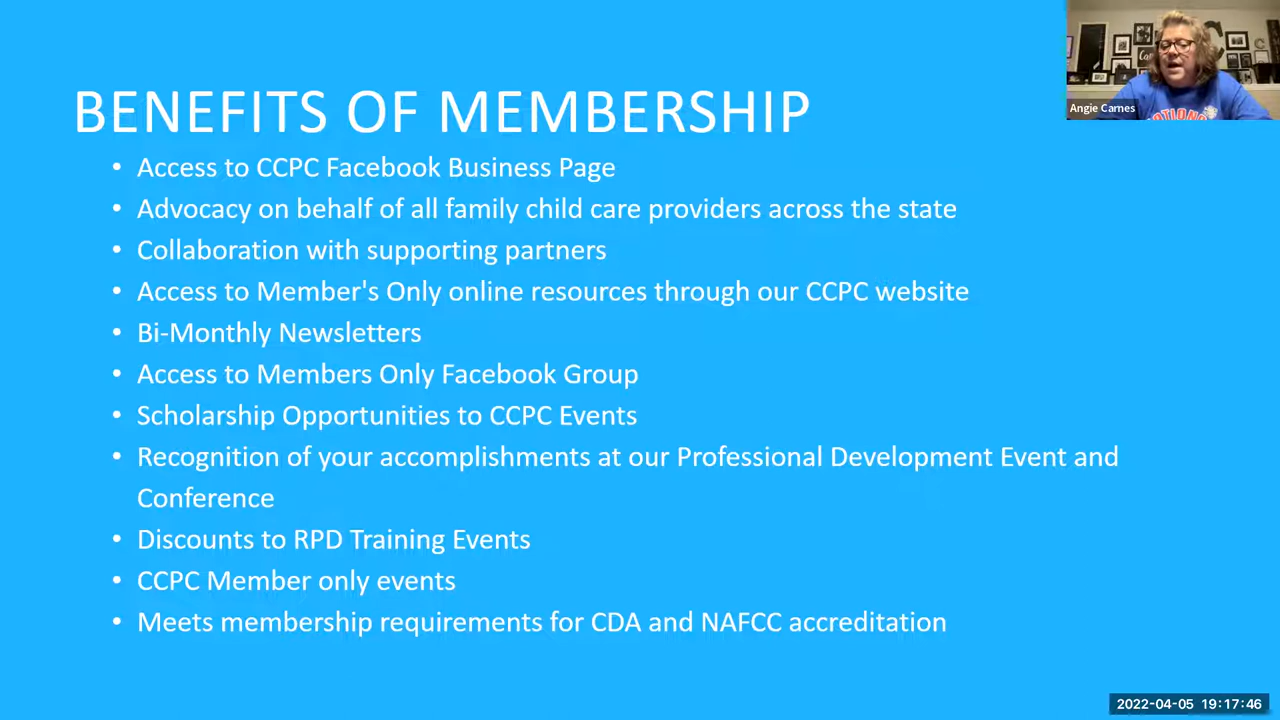 BENEFITS OF MEMBERSHIP
• Access to CCPC Facebook Business Page
• Advocacy on behalf of all family child care providers across the state
• Collaboration with supporting partners
• Access to Member's Only online resources through our CCPC website
• Bi-Monthly Newsletters
• Access to Members Only Facebook Group
• Scholarship Opportunities to CCPC Events
• Recognition of your accomplishments at our Professional Development Event and
Conference
• Discounts to RPD Training Events
• CCPC Member only events
• Meets membership requirements for CDA and NAFCC accreditation
Angie Carnes
2022-04-05 19:17:46